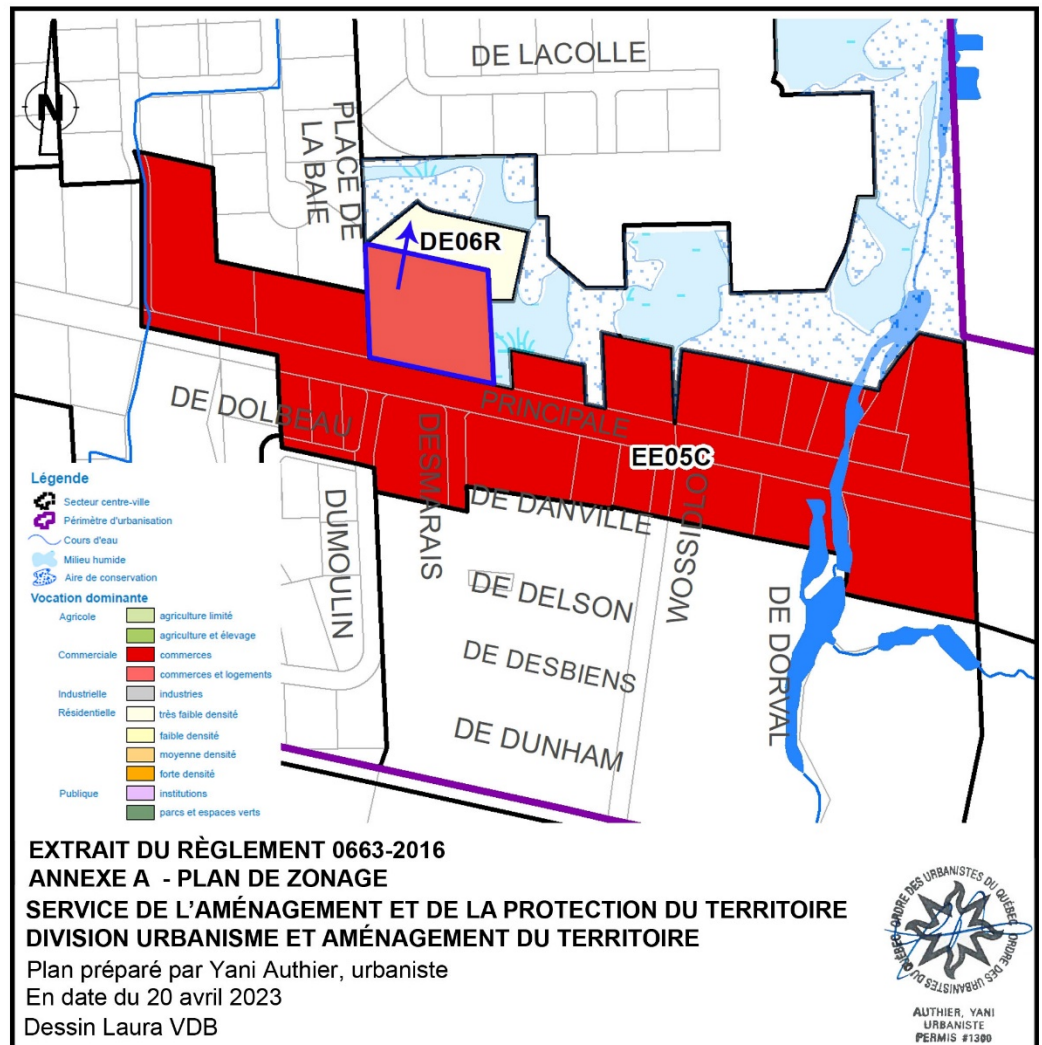 DE LACOLLE
N
PLACE DE
LA BAIE
DE06R
DE DOLBEAU
DESMARAIS
PRINCIPALE
EE05C
DUMOULIN
DE DANVILLE
WOSSIDLO
DE DELSON
DE DESBIENS
DE DUNHAM
DE DORVAL
Légende
Secteur centre-ville
Périmètre d'urbanisation
Cours d'eau
Milieu humide
Aire de conservation
Vocation dominante
Agricole agriculture limité
agriculture et élevage
Commerciale commerces
commerces et logements
Industrielle industries
Résidentielle très faible densité
faible densité
moyenne densité
forte densité
Publique institutions
parcs et espaces verts
EXTRAIT DU RÈGLEMENT 0663-2016
ANNEXE A - PLAN DE ZONAGE
SERVICE DE L'AMÉNAGEMENT ET DE LA PROTECTION DU TERRITOIRE
DIVISION URBANISME ET AMÉNAGEMENT DU TERRITOIRE
Plan préparé par Yani Authier, urbaniste
En date du 20 avril 2023
Dessin Laura VDB
ORDRE DES URBANISTES DU QUÉBEC
ORDRE DES URBANISTES DU QUÉBEC
AUTHIER, YANI
URBANISTE
PERMIS #1300